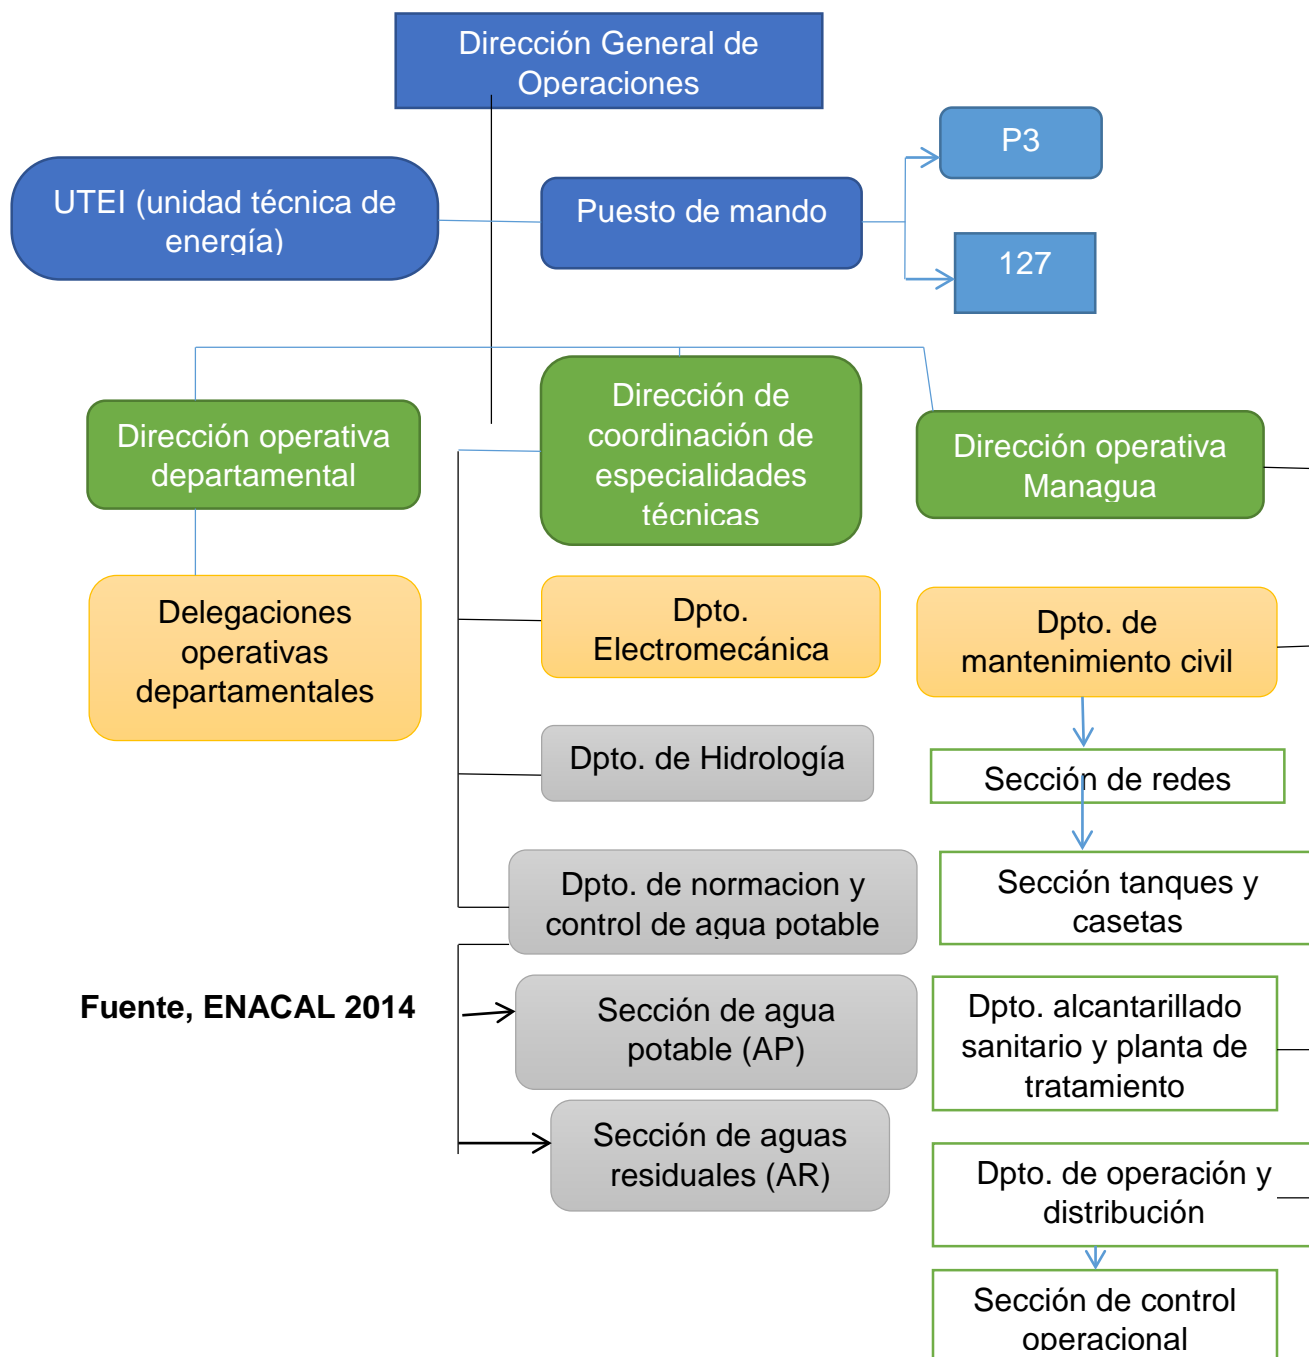 Dirección General de
Operaciones
P3
UTEI (unidad técnica de
energía)
Puesto de mando
127
Dirección operativa
departamental
Dirección de
coordinación de
especialidades
técnicas
Dirección operativa
Managua
Delegaciones
operativas
departamentales
Dpto.
Electromecánica
Dpto. de
mantenimiento civil
Dpto. de Hidrología
Sección de redes
Dpto. de normacion y
control de agua potable
Sección tanques y
casetas
Fuente, ENACAL 2014
Sección de agua
potable (AP)
Dpto. alcantarillado
sanitario y planta de
tratamiento
Sección de aguas
residuales (AR)
Dpto. de operación y
distribución
Sección de control
operacional